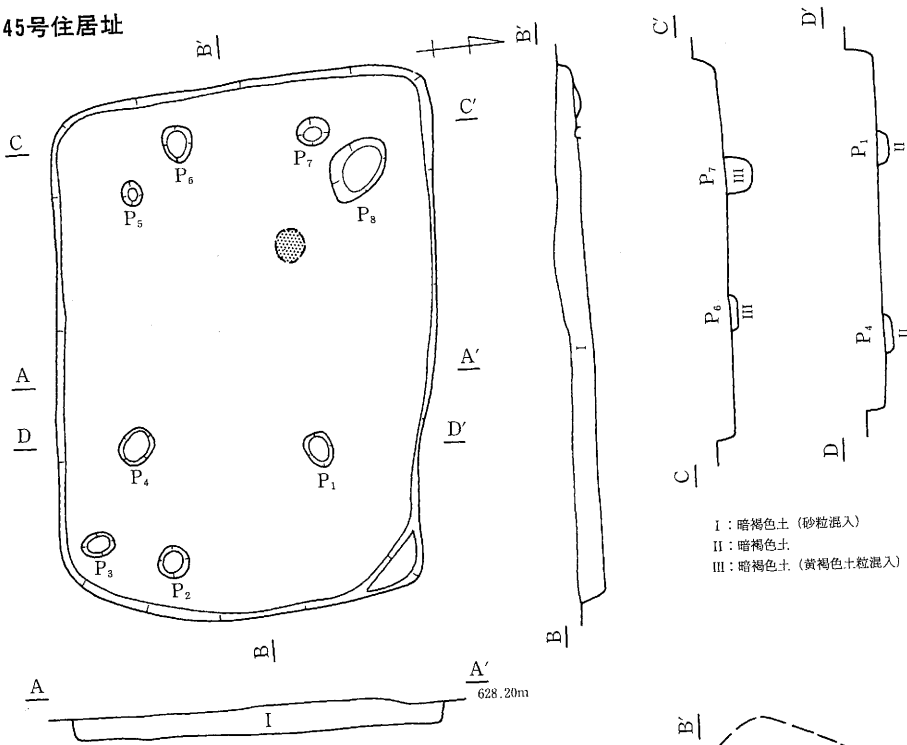 45号住居址
B′
B′
C′
D′
C
C′
P₆
P₇
P₅
P₈
P₇
III
P₁
II
P₆
III
P₄
II
I
A
A′
D
D′
P₄
P₁
C
D
P₃
P₂
I：暗褐色土（砂粒混入）
II：暗褐色土
III：暗褐色土（黄褐色土粒混入）
B
B
A
A′
628.20m
I
B′